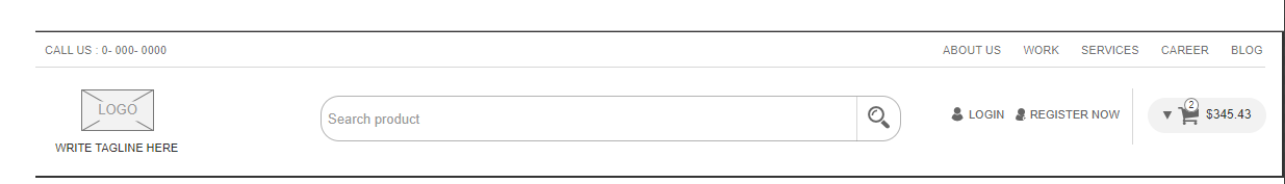 CALL US : 0- 000- 0000 ABOUT US WORK SERVICES CAREER BLOG
LOGO Search product LOGIN REGISTER NOW 2 $345.43
WRITE TAGLINE HERE